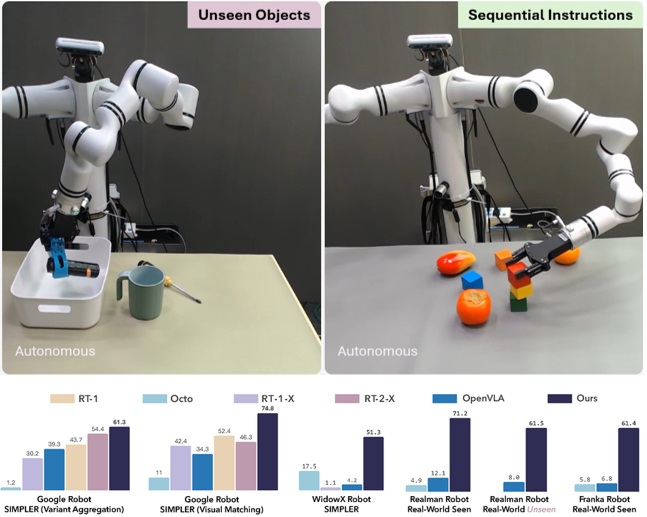 Unseen Objects
Sequential Instructions
Autonomous
Autonomous
RT-1
Octo
RT-1-X
RT-2-X
OpenVLA
Ours
1.2
30.2
39.3
43.7
54.4
61.3
Google Robot
SIMPLER (Variant Aggregation)
11
42.4
34.3
52.4
46.3
74.8
Google Robot
SIMPLER (Visual Matching)
17.5
1.1
4.2
51.3
WidowX Robot
SIMPLER
4.9
12.1
71.2
Realman Robot
Real-World Seen
8.0
61.5
Realman Robot
Real-World Unseen
5.8
6.8
61.4
Franka Robot
Real-World Seen